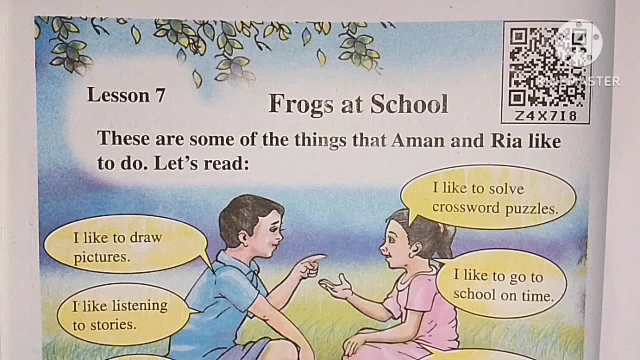 Lesson 7
Frogs at School
Z4X7I8
These are some of the things that Aman and Ria like
to do. Let's read:
I like to solve
crossword puzzles.
I like to draw
pictures.
I like to go to
school on time.
I like listening
to stories.